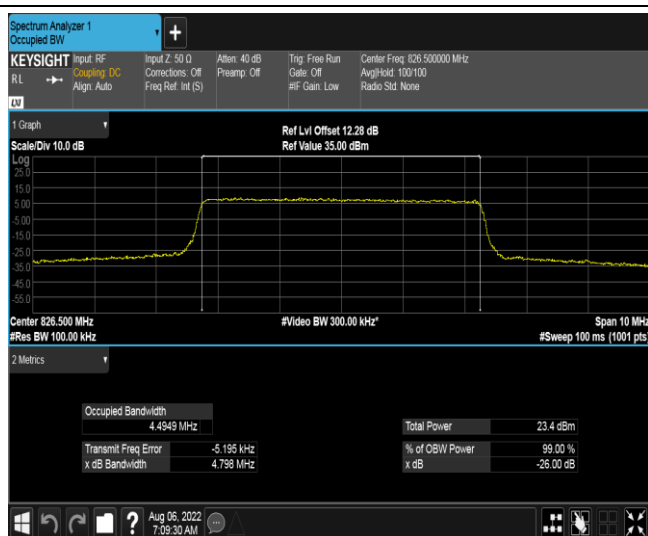 Spectrum Analyzer 1
Occupied BW
+
KEYSIGHT
RL
LXI
Input: RF
Coupling: DC
Align: Auto
Input Z: 50 Ω
Corrections: Off
Freq Ref: Int (S)
Atten: 40 dB
Preamp: Off
Trig: Free Run
Gate: Off
#IF Gain: Low
Center Freq: 826.500000 MHz
Avg|Hold: 100/100
Radio Std: None
1 Graph
Scale/Div 10.0 dB
Ref Lvl Offset 12.28 dB
Ref Value 35.00 dBm
Log
25.0
15.0
5.00
-5.00
-15.0
-25.0
-35.0
-45.0
-55.0
Center 826.500 MHz
#Res BW 100.00 kHz
#Video BW 300.00 kHz*
Span 10 MHz
#Sweep 100 ms (1001 pts)
2 Metrics
Occupied Bandwidth
4.4949 MHz
Transmit Freq Error -5.195 kHz
x dB Bandwidth 4.798 MHz
Total Power 23.4 dBm
% of OBW Power 99.00 %
x dB -26.00 dB
?
Aug 06, 2022
7:09:30 AM